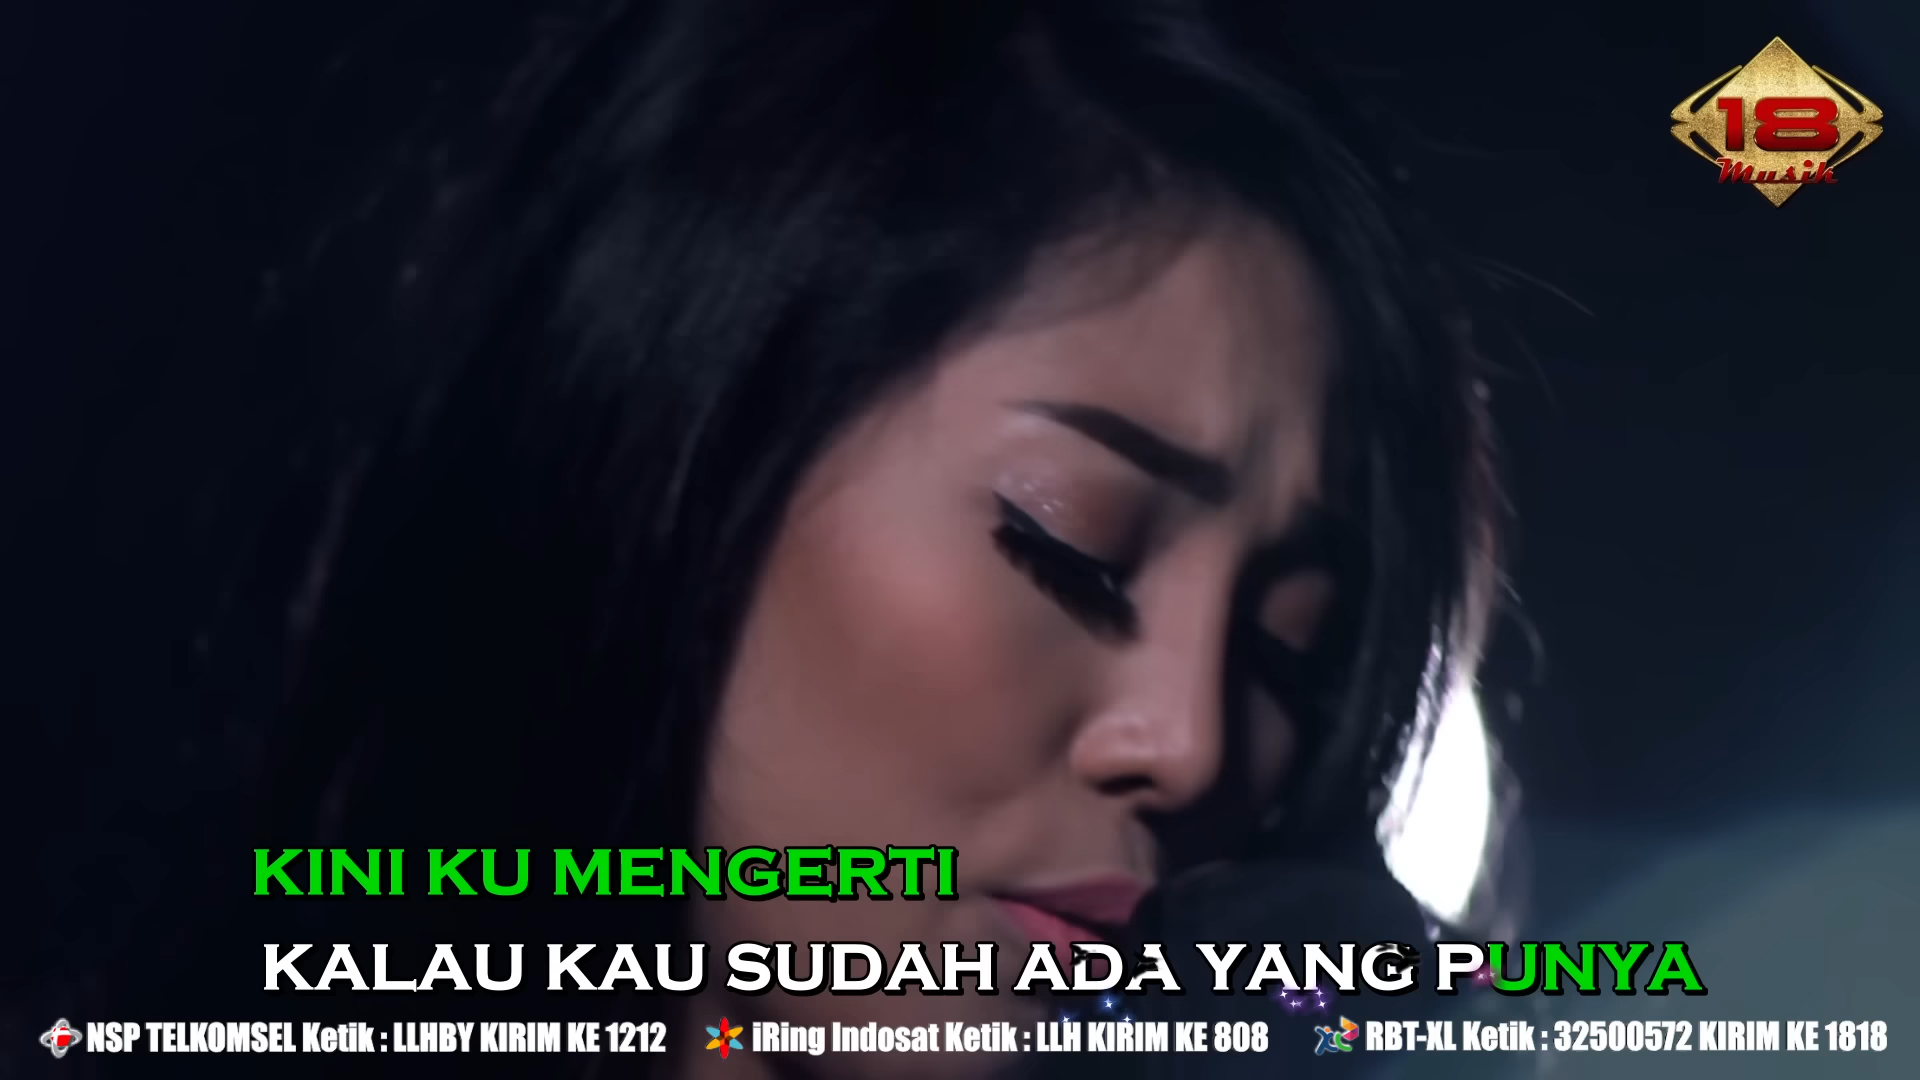 18
Musik
KINI KU MENGERTI
KALAU KAU SUDAH ADA YANG PUNYA
NSP TELKOMSEL Ketik : LLHBY KIRIM KE 1212
iRing Indosat Ketik : LLH KIRIM KE 808
RBT-XL Ketik : 32500572 KIRIM KE 1818